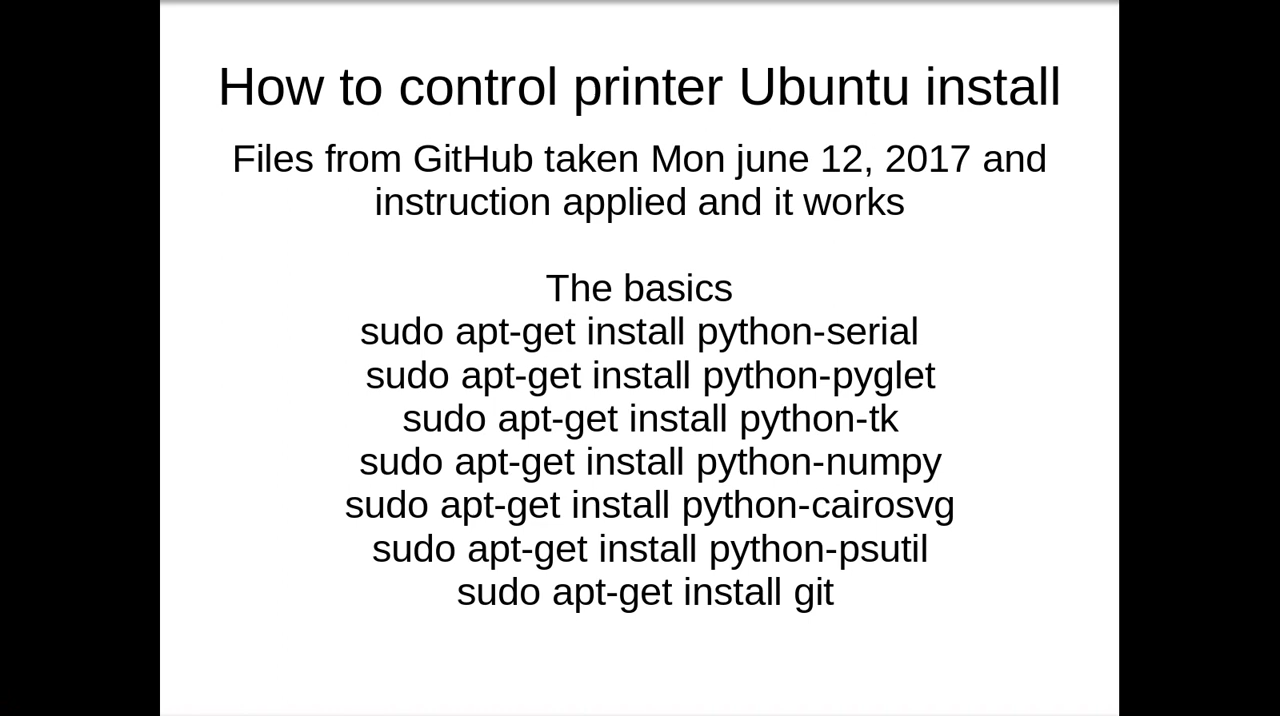 How to control printer Ubuntu install
Files from GitHub taken Mon june 12, 2017 and
instruction applied and it works
The basics
sudo apt-get install python-serial
sudo apt-get install python-pyglet
sudo apt-get install python-tk
sudo apt-get install python-numpy
sudo apt-get install python-cairosvg
sudo apt-get install python-psutil
sudo apt-get install git